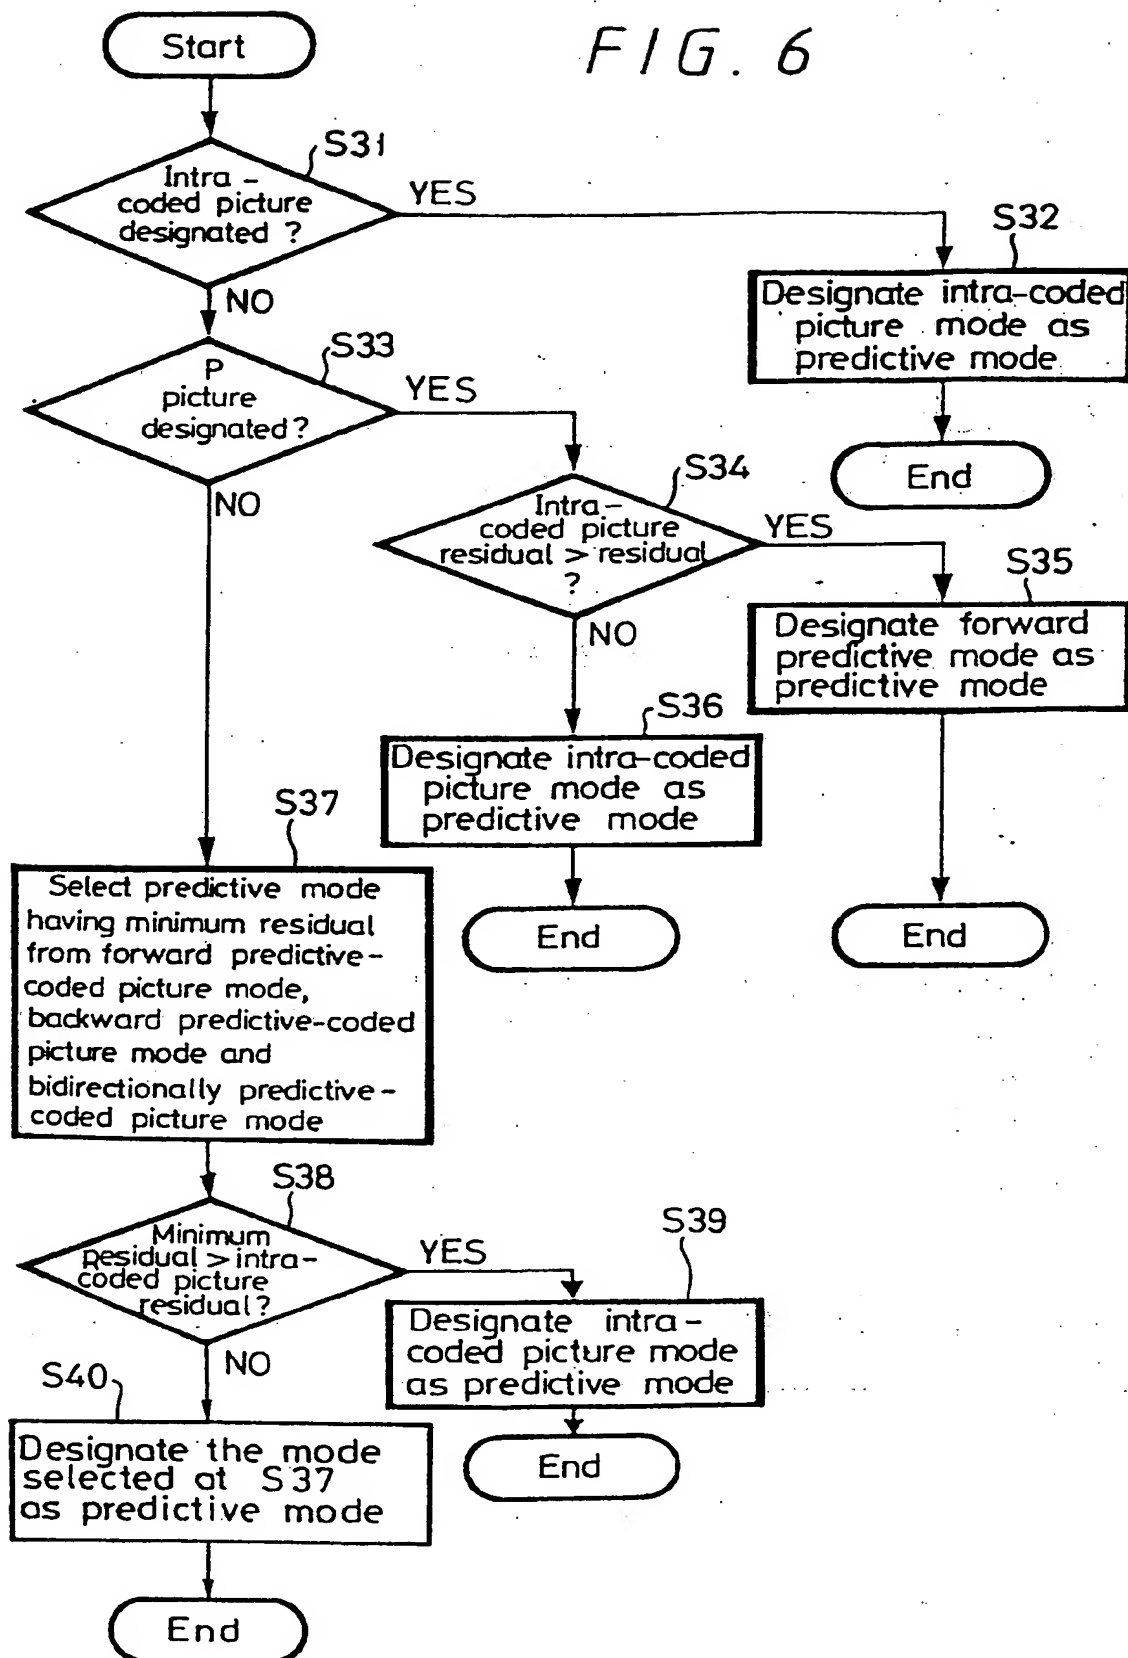 FIG. 6
Start
S31
Intra-
coded picture
designated ?
YES
NO
S32
Designate intra-coded
picture mode as
predictive mode
End
S33
P
picture
designated?
YES
NO
S34
Intra-
coded picture
residual > residual
?
YES
NO
S35
Designate forward
predictive mode as
predictive mode
End
S36
Designate intra-coded
picture mode as
predictive mode
End
S37
Select predictive mode
having minimum residual
from forward predictive-
coded picture mode,
backward predictive-coded
picture mode and
bidirectionally predictive-
coded picture mode
S38
Minimum
residual > intra-
coded picture
residual?
YES
NO
S39
Designate intra-
coded picture mode
as predictive mode
End
S40
Designate the mode
selected at S37
as predictive mode
End